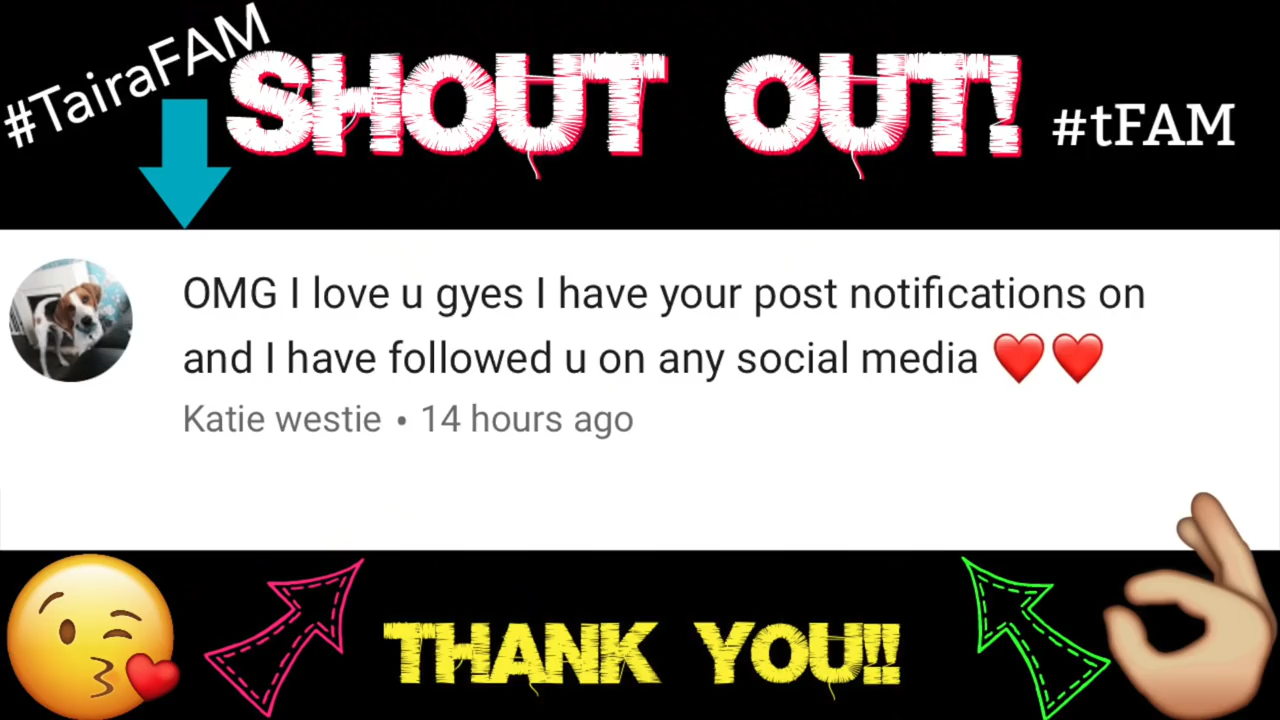 #TairaFAM
SHOUT OUT!
#tFAM
OMG I love u gyes I have your post notifications on
and I have followed u on any social media ❤️❤️
Katie westie • 14 hours ago
THANK YOU!!